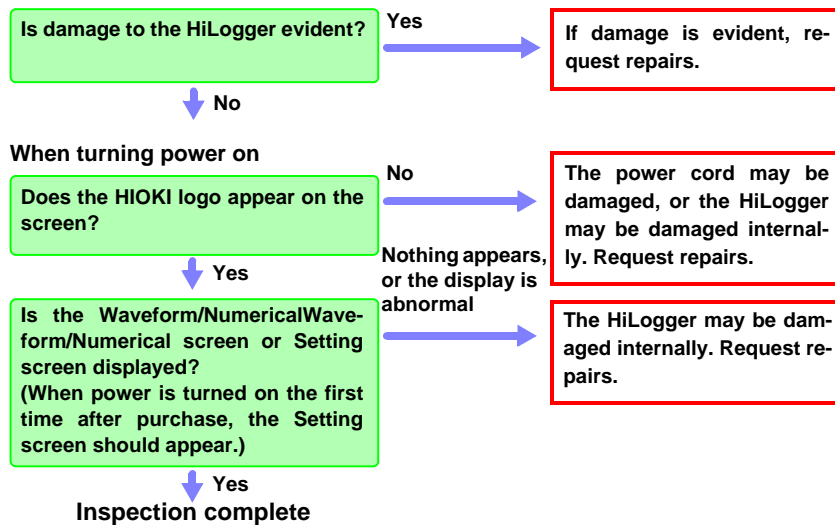 Is damage to the HiLogger evident?
Yes
If damage is evident, re-
quest repairs.
No
When turning power on
Does the HIOKI logo appear on the
screen?
No
The power cord may be
damaged, or the HiLogger
may be damaged internal-
ly. Request repairs.
Yes
Nothing appears,
or the display is
abnormal
Is the Waveform/NumericalWave-
form/Numerical screen or Setting
screen displayed?
(When power is turned on the first
time after purchase, the Setting
screen should appear.)
The HiLogger may be dam-
aged internally. Request re-
pairs.
Yes
Inspection complete